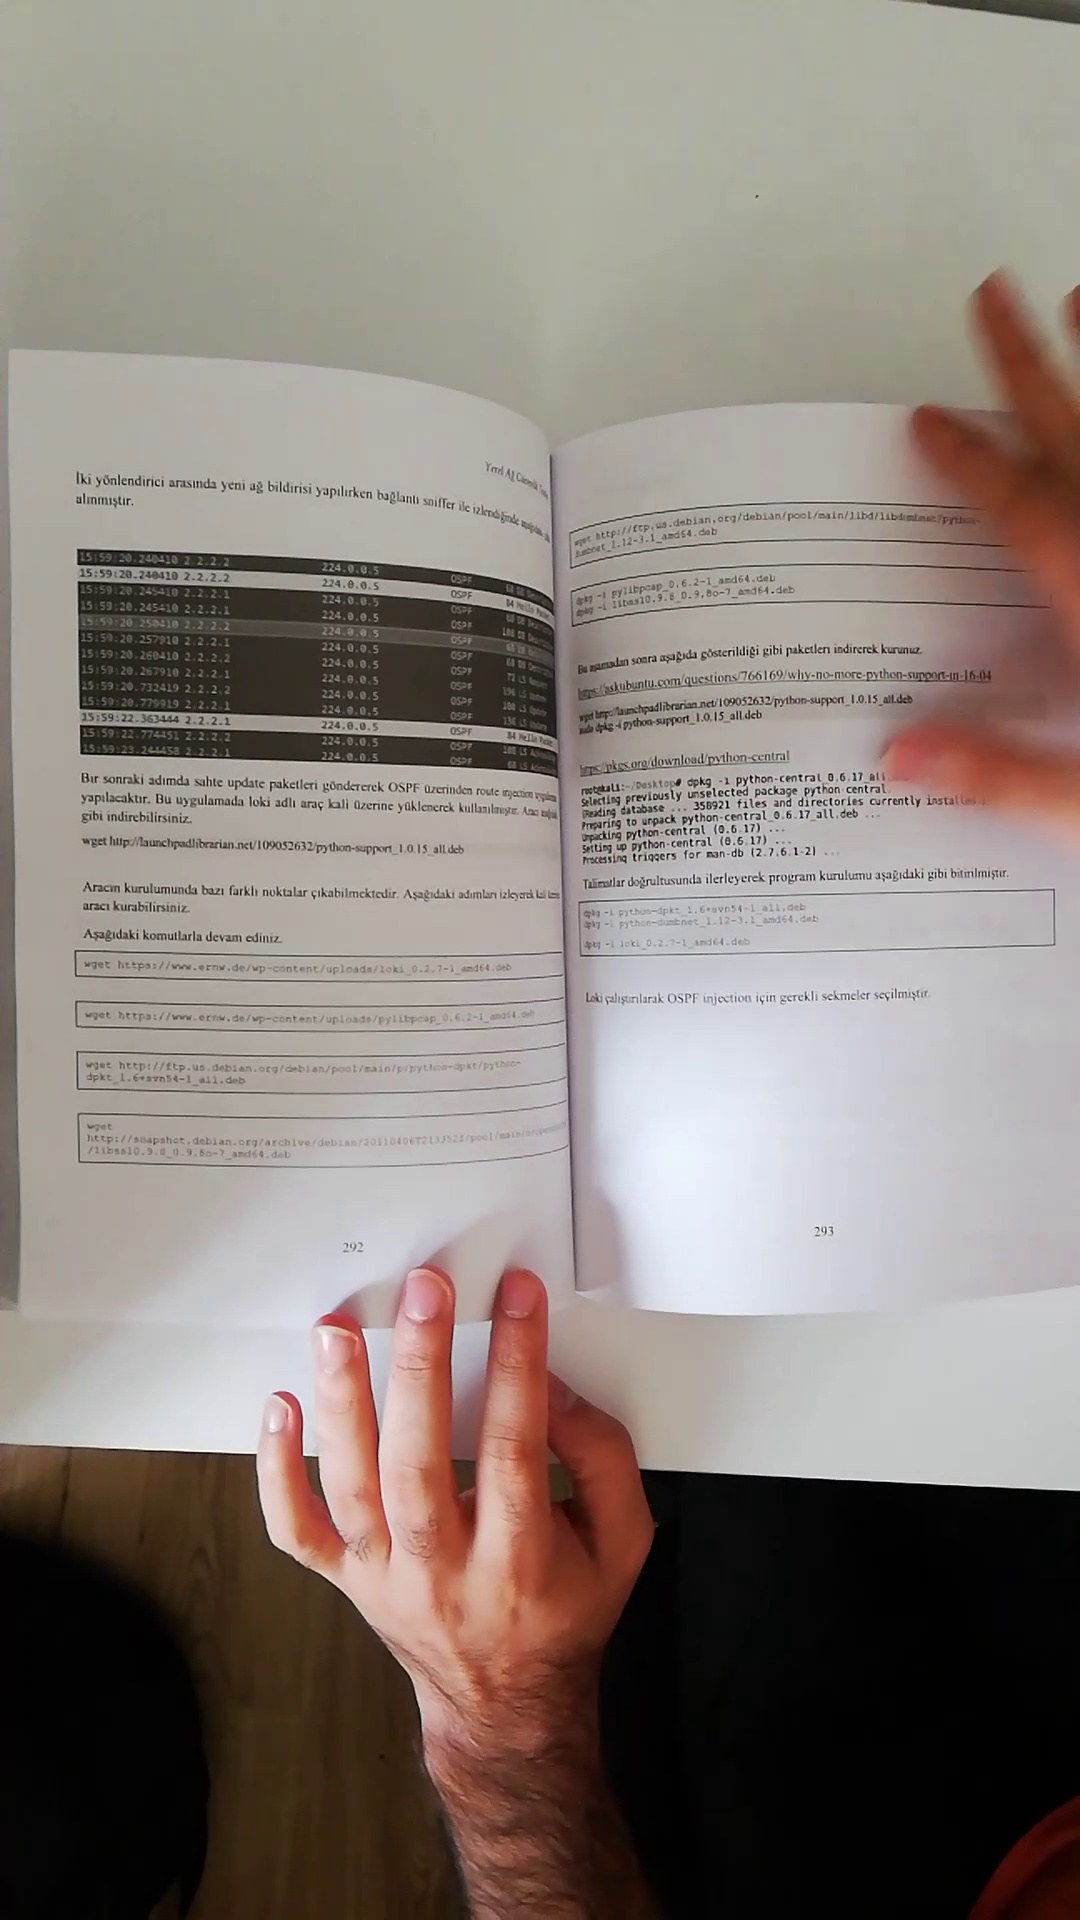 Yerel Ağ
İki yönlendirici arasında yeni ağ bildirisi yapılırken bağlantı sniffer ile izlendiğinde
alınmıştır.
15:59:20.240410 2.2.2.2 224.0.0.5 OSPF
15:59:20.240410 2.2.2.2 224.0.0.5 OSPF 84 Hello
15:59:20.245410 2.2.2.1 224.0.0.5 OSPF
15:59:20.245410 2.2.2.1 224.0.0.5 OSPF
15:59:20.250410 2.2.2.2 224.0.0.5 OSPF
15:59:20.257910 2.2.2.1 224.0.0.5 OSPF
15:59:20.260410 2.2.2.2 224.0.0.5 OSPF
15:59:20.267910 2.2.2.1 224.0.0.5 OSPF
15:59:20.732419 2.2.2.2 224.0.0.5 OSPF
15:59:20.779919 2.2.2.1 224.0.0.5 OSPF
15:59:22.363444 2.2.2.1 224.0.0.5 OSPF 84 Hello
15:59:22.774451 2.2.2.2 224.0.0.5 OSPF
15:59:23.244458 2.2.2.1 224.0.0.5 OSPF
Bir sonraki adımda sahte update paketleri göndererek OSPF üzerinden route injection
yapılacaktır. Bu uygulamada loki adlı araç kali üzerine yüklenerek kullanılmıştır. Aracı
gibi indirebilirsiniz.
wget http://launchpadlibrarian.net/109052632/python-support_1.0.15_all.deb
Aracın kurulumunda bazı farklı noktalar çıkabilmektedir. Aşağıdaki adımları izleyerek kali
aracı kurabilirsiniz.
Aşağıdaki komutlarla devam ediniz.
wget https://www.ernw.de/wp-content/uploads/loki_0.2.7-1_amd64.deb
wget https://www.ernw.de/wp-content/uploads/pylibpcap_0.6.2-1_amd64.deb
wget http://ftp.us.debian.org/debian/pool/main/p/python-dpkt/python-
dpkt_1.6+svn54-1_all.deb
wget
http://snapshot.debian.org/archive/debian/20110406T213352Z/pool/main/o/
/libssl0.9.8_0.9.8o-7_amd64.deb
292
wget http://ftp.us.debian.org/debian/pool/main/libd/libdumbnet/python-
dumbnet_1.12-3.1_amd64.deb
dpkg -i pylibpcap_0.6.2-1_amd64.deb
dpkg -i libssl0.9.8_0.9.8o-7_amd64.deb
Bu aşamadan sonra aşağıda gösterildiği gibi paketleri indirerek kurunuz.
https://askubuntu.com/questions/766169/why-no-more-python-support-in-16-04
wget http://launchpadlibrarian.net/109052632/python-support_1.0.15_all.deb
sudo dpkg -i python-support_1.0.15_all.deb
https://pkgs.org/download/python-central
root@kali:~/Desktop# dpkg -i python-central_0.6.17_all
Selecting previously unselected package python-central.
(Reading database ... 358921 files and directories currently installed.
Preparing to unpack python-central_0.6.17_all.deb ...
Unpacking python-central (0.6.17) ...
Setting up python-central (0.6.17) ...
Processing triggers for man-db (2.7.6.1-2) ...
Talimatlar doğrultusunda ilerleyerek program kurulumu aşağıdaki gibi bitirilmiştir.
dpkg -i python-dpkt_1.6+svn54-1_all.deb
dpkg -i python-dumbnet_1.12-3.1_amd64.deb
dpkg -i loki_0.2.7-1_amd64.deb
Loki çalıştırılarak OSPF injection için gerekli sekmeler seçilmiştir.
293